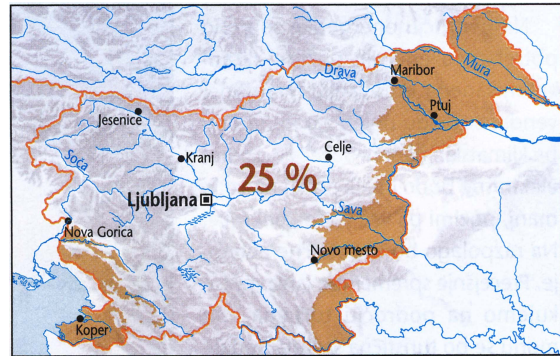 Drava
Maribor
Mura
Ptuj
Jesenice
Soča
Kranj
Celje
25 %
Ljubljana
Sava
Nova Gorica
Novo mesto
Koper